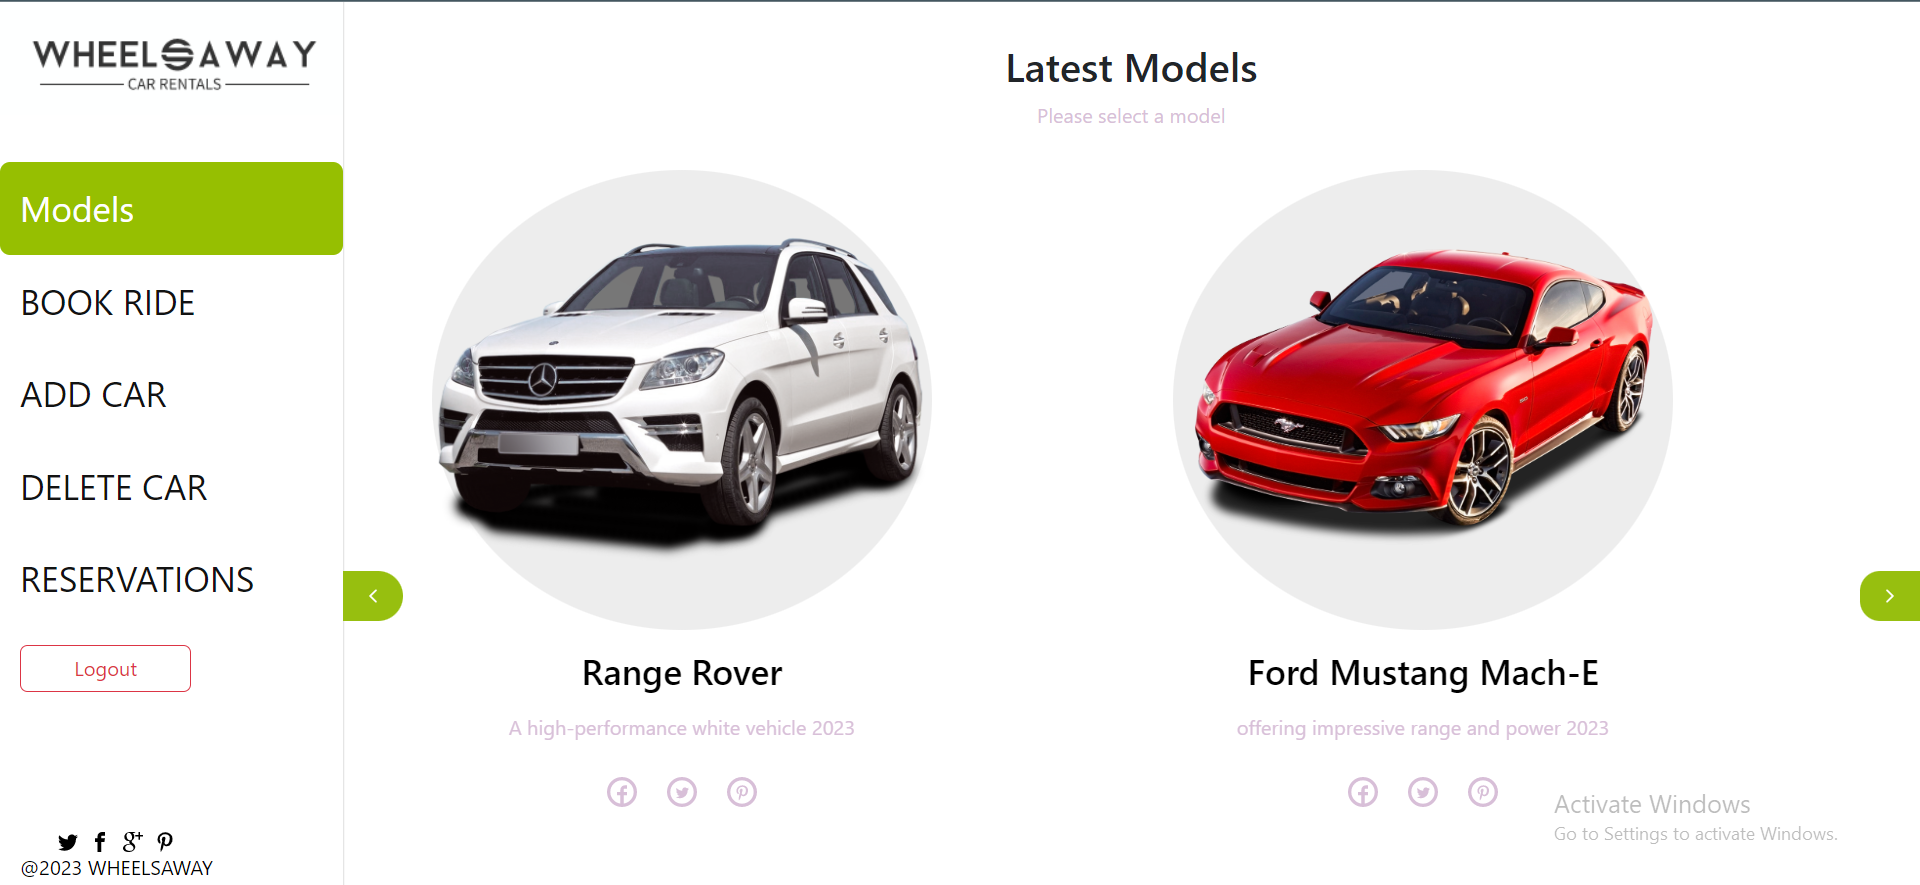 WHEELSAWAY
CAR RENTALS
Models
BOOK RIDE
ADD CAR
DELETE CAR
RESERVATIONS
Logout
@2023 WHEELSAWAY
Latest Models
Please select a model
Range Rover
A high-performance white vehicle 2023
Ford Mustang Mach-E
offering impressive range and power 2023
Activate Windows
Go to Settings to activate Windows.